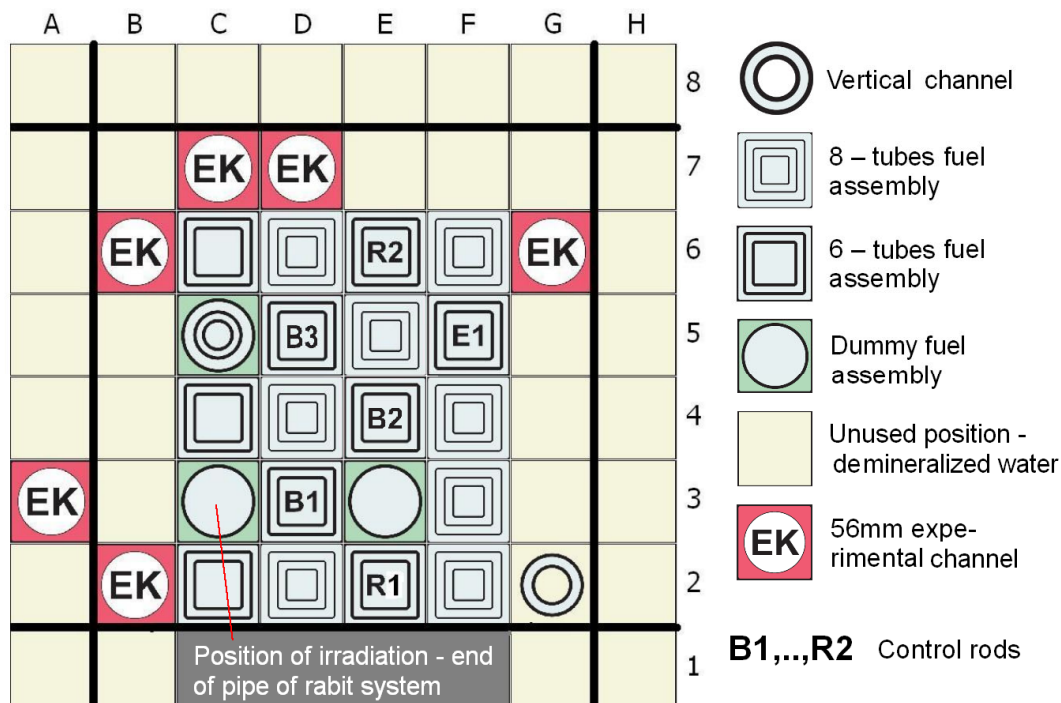 A B C D E F G H
8
EK EK 7
EK R2 EK 6
B3 E1 5
B2 4
EK B1 3
EK R1 2
1
Position of irradiation - end
of pipe of rabit system
Vertical channel
8 – tubes fuel
assembly
6 – tubes fuel
assembly
Dummy fuel
assembly
Unused position -
demineralized water
EK
56mm expe-
rimental channel
B1,..,R2 Control rods